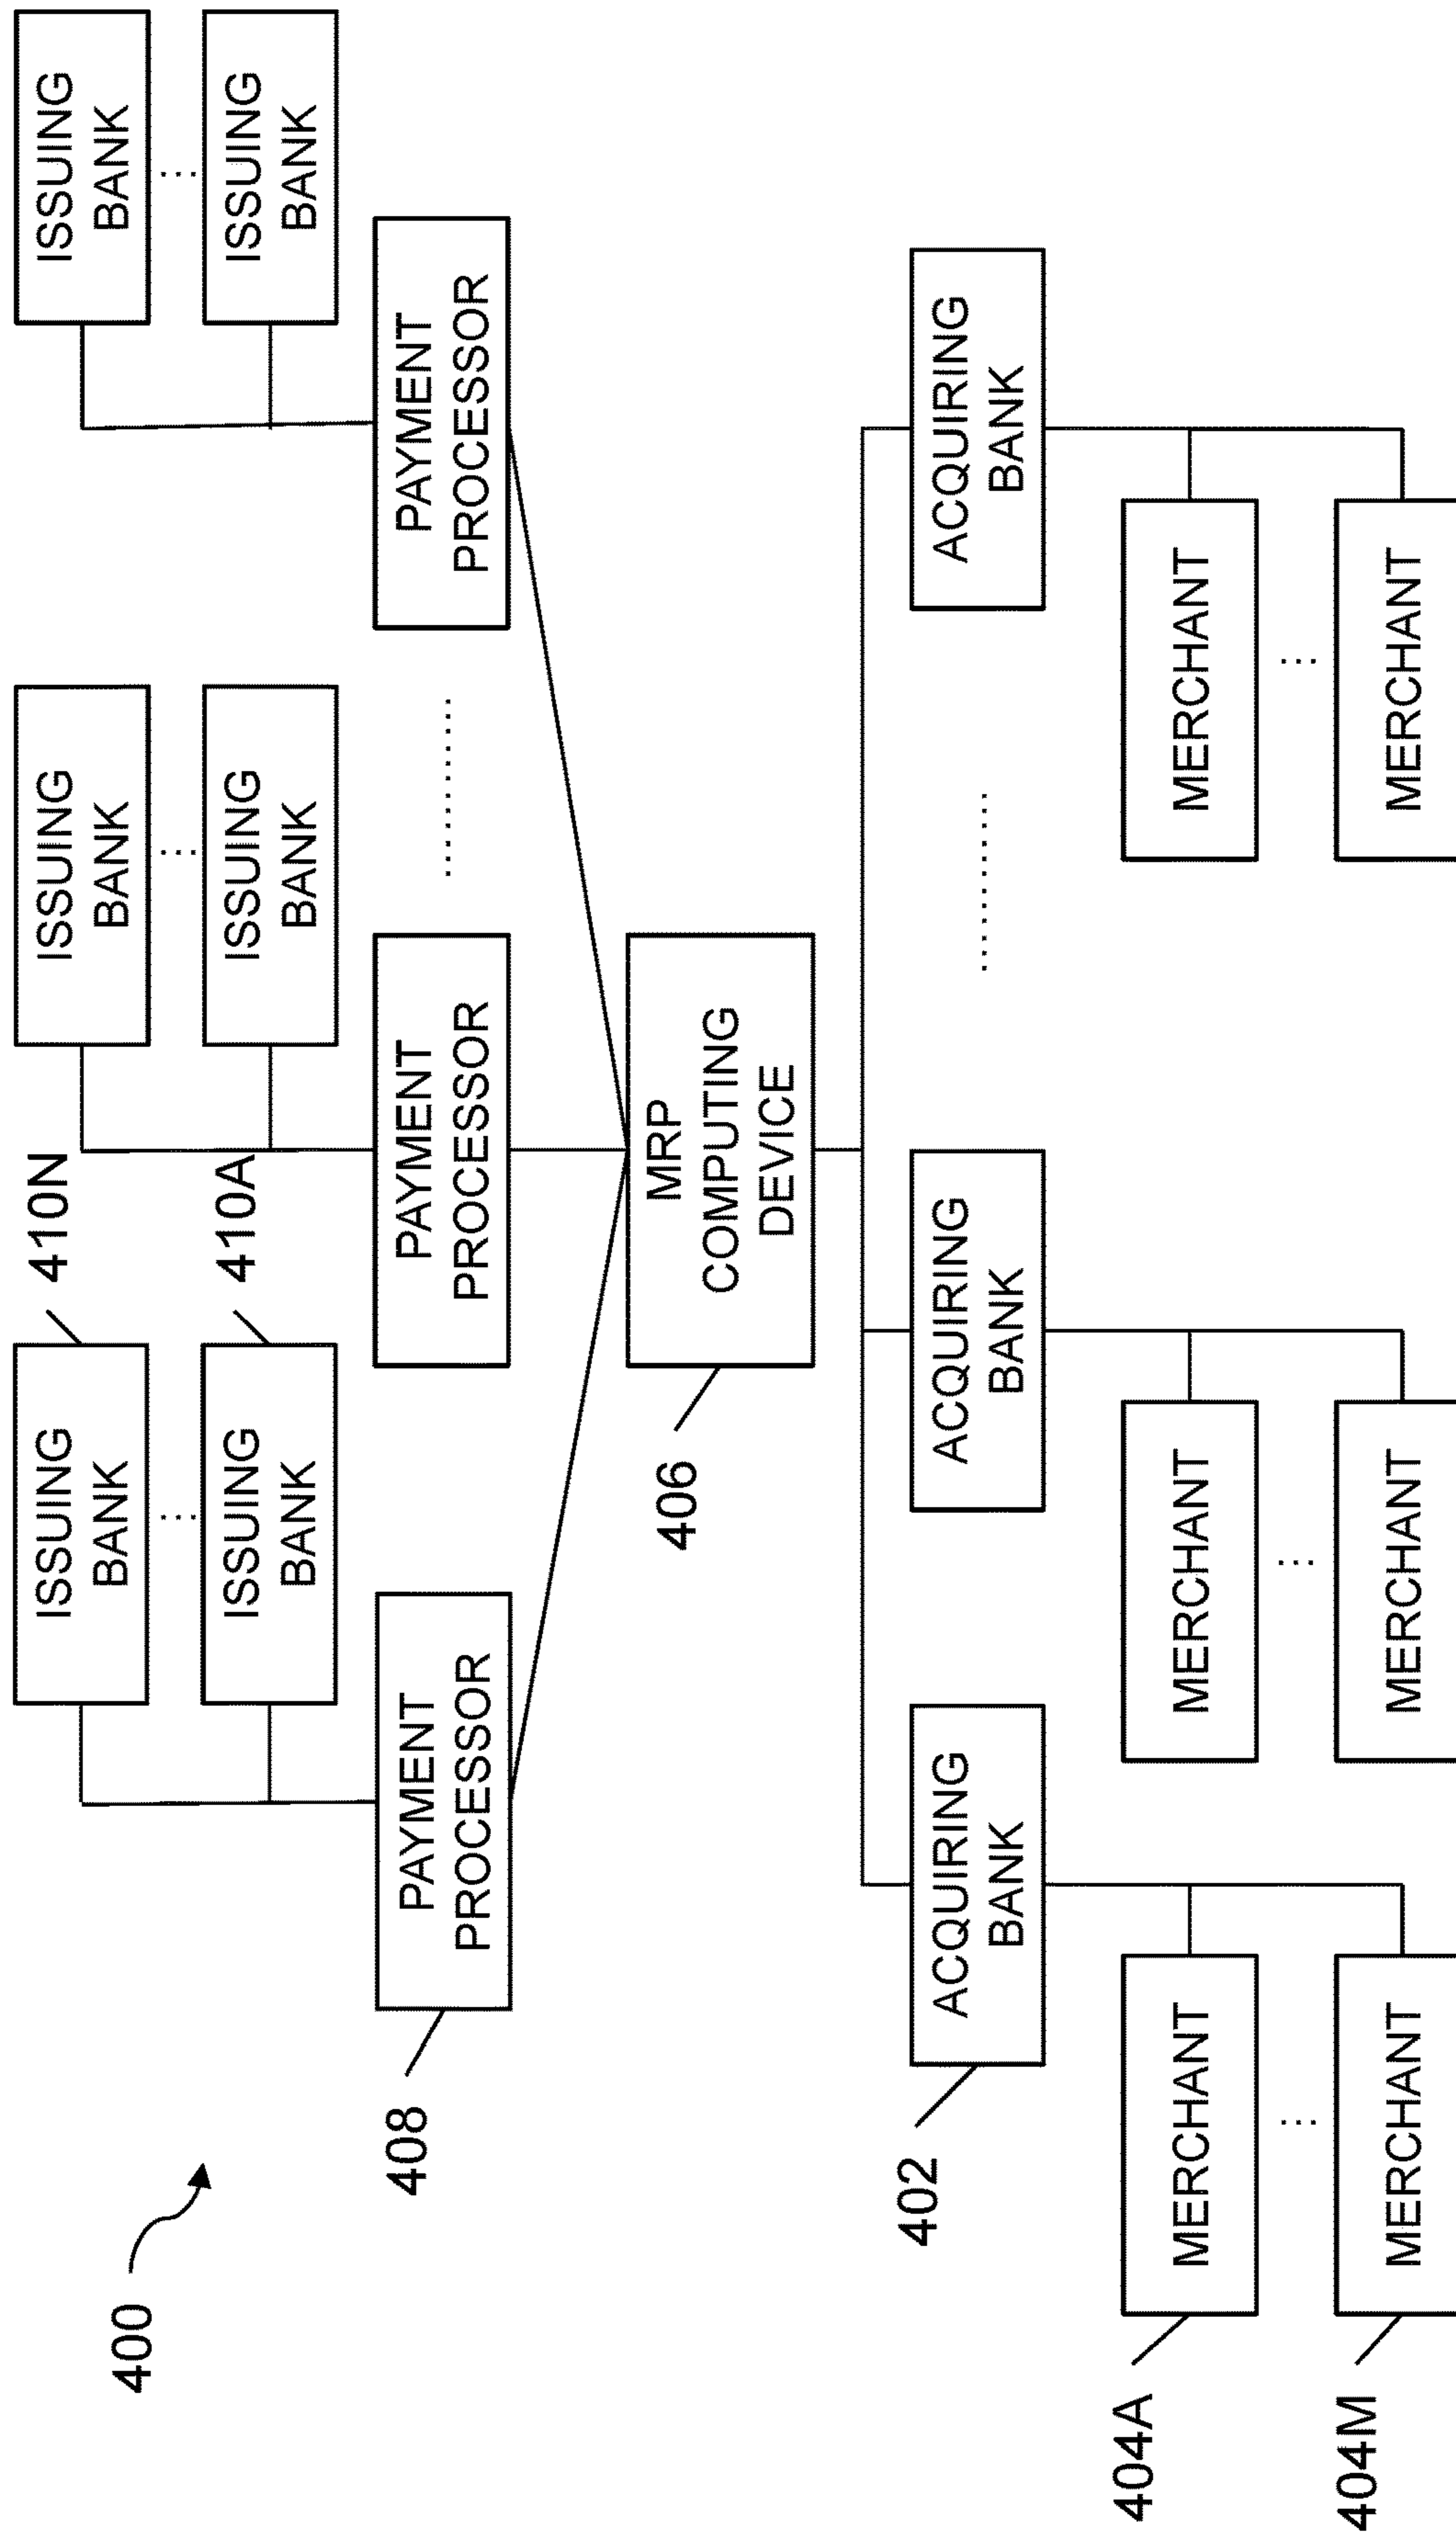 400
ISSUING
BANK
410N
ISSUING
BANK
ISSUING
BANK
...
...
...
ISSUING
BANK
410A
ISSUING
BANK
ISSUING
BANK
408
PAYMENT
PROCESSOR
PAYMENT
PROCESSOR
..........
PAYMENT
PROCESSOR
406
MRP
COMPUTING
DEVICE
402
ACQUIRING
BANK
ACQUIRING
BANK
..........
ACQUIRING
BANK
404A
MERCHANT
MERCHANT
MERCHANT
...
...
...
404M
MERCHANT
MERCHANT
MERCHANT